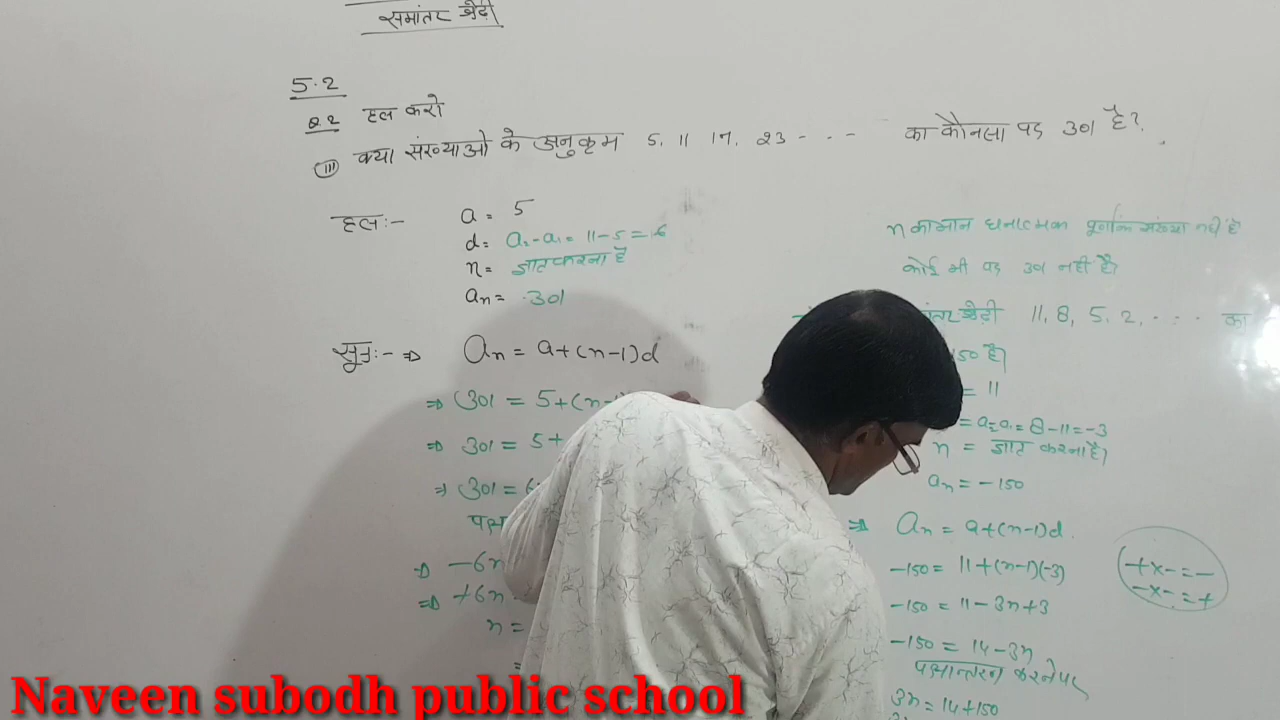 समांतर श्रेढ़ी
5.2
Q.2 हल करो
(iii) क्या संख्याओ के अनुक्रम 5, 11 17, 23 - - - - का कौनसा पद 301 है?
हल:-
a = 5
d = a₂-a₁ = 11-5 = 6
n = ज्ञात करना है
an = 301
सूत्र:- ⇒ an = a+(n-1)d
⇒ 301 = 5+(n-1
⇒ 301 = 5+
⇒ 301 = 6
पक्ष
⇒ -6n
⇒ +6n
n =
=
n का मान धनात्मक पूर्णांक संख्या नहीं है
कोई भी पद 301 नहीं है।
श्रेढ़ी 11, 8, 5, 2, - - - - का
150 है।
= 11
= a₂-a₁ = 8-11 = -3
n = ज्ञात करना है।
an = -150
⇒ an = a+(n-1)d
-150 = 11+(n-1)(-3)
-150 = 11-3n+3
-150 = 14-3n
पक्षान्तरन करने पर
3n = 14+150
+×-=-
-×-=+
Naveen subodh public school